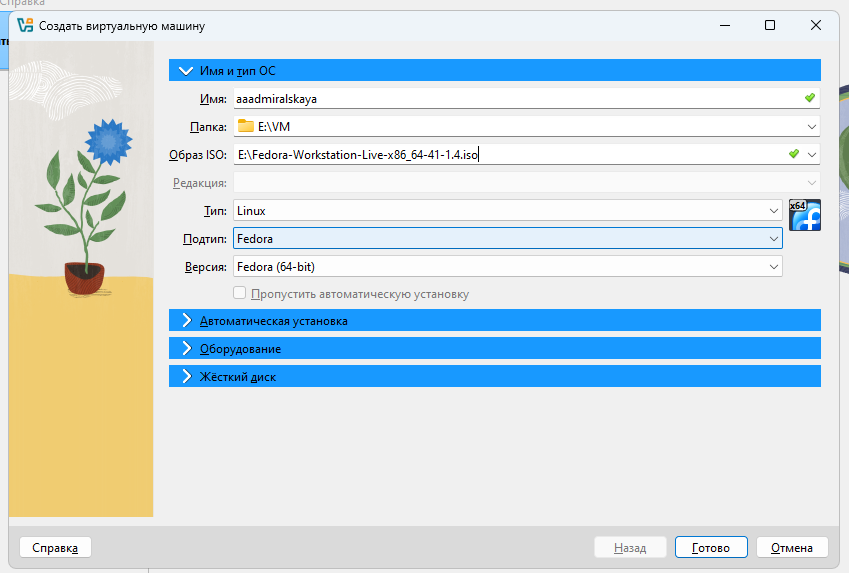 Справка
Создать виртуальную машину
Имя и тип ОС
Имя: aaadmiralskaya
Папка: E:\VM
Образ ISO: E:\Fedora-Workstation-Live-x86_64-41-1.4.iso
Редакция:
Тип: Linux
x64
Подтип: Fedora
Версия: Fedora (64-bit)
Пропустить автоматическую установку
Автоматическая установка
Оборудование
Жёсткий диск
Справка Назад Готово Отмена